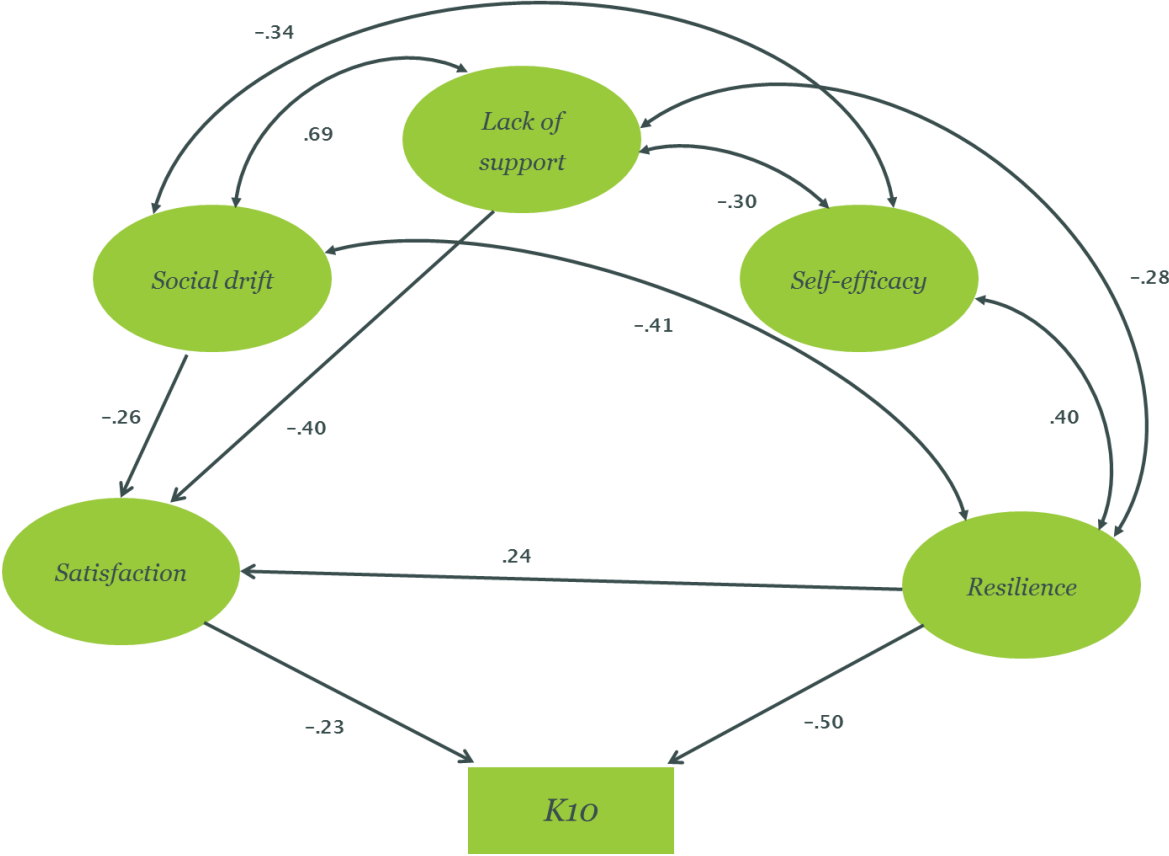 –.34
Lack of
support
.69
–.30
Social drift
Self-efficacy
–.28
–.41
–.26
–.40
.40
Satisfaction
.24
Resilience
–.23
–.50
K10